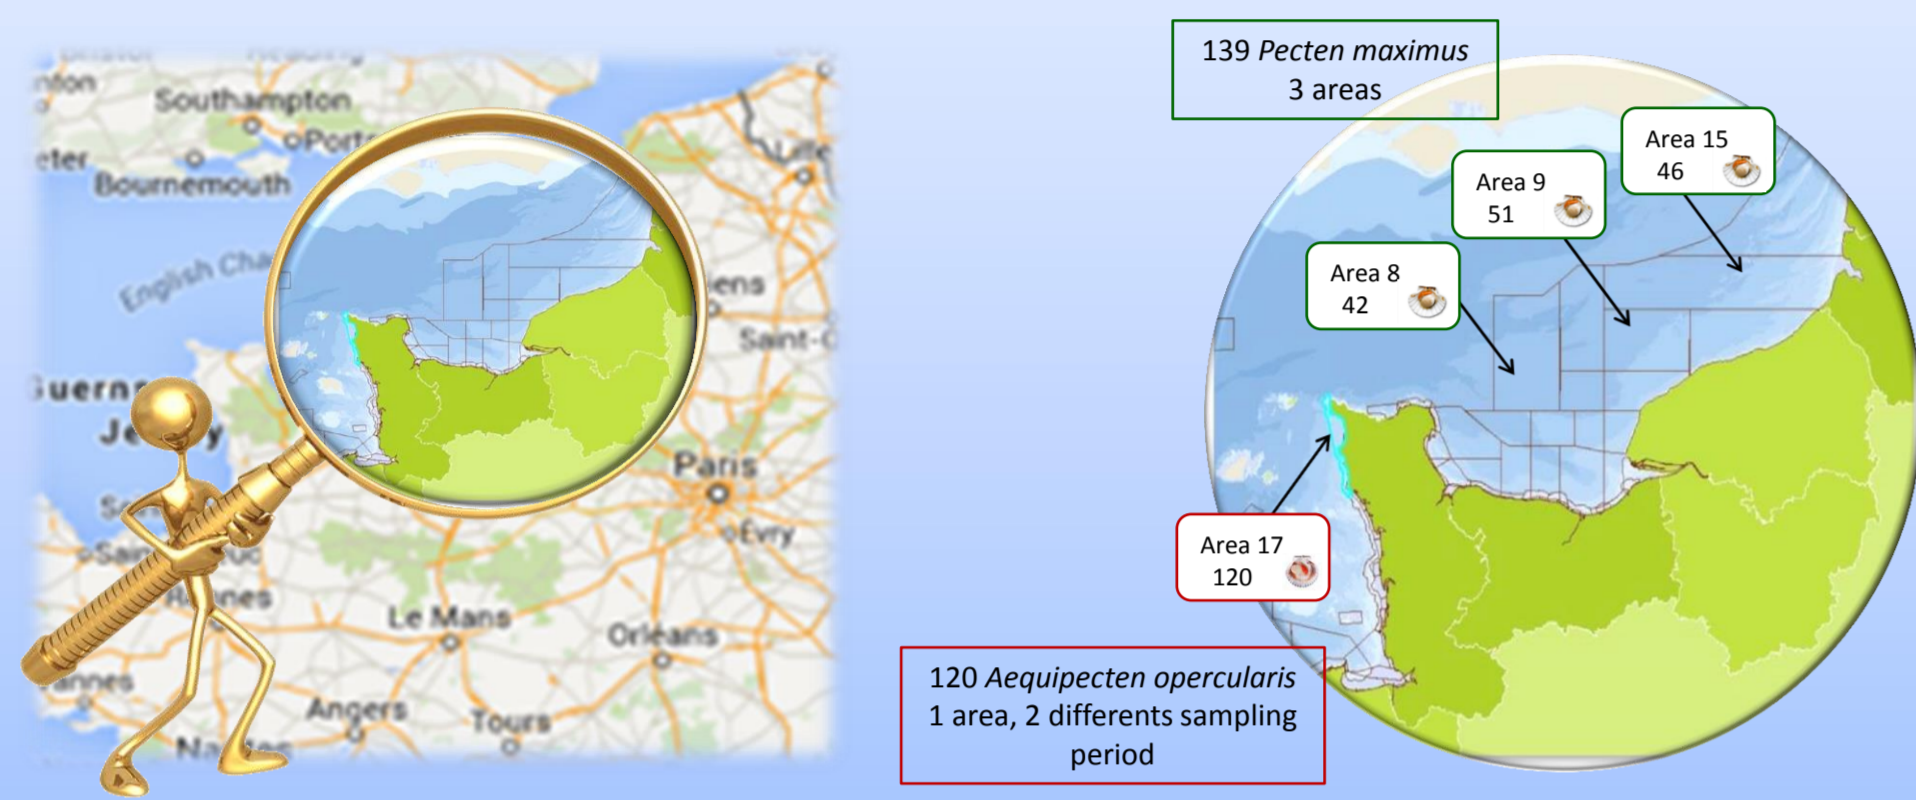 Southampton
Bournemouth
English Cha
Saint-
Paris
Evry
Le Mans
Orléans
Angers
Tours
139 Pecten maximus
3 areas
Area 15
46
Area 9
51
Area 8
42
Area 17
120
120 Aequipecten opercularis
1 area, 2 differents sampling
period